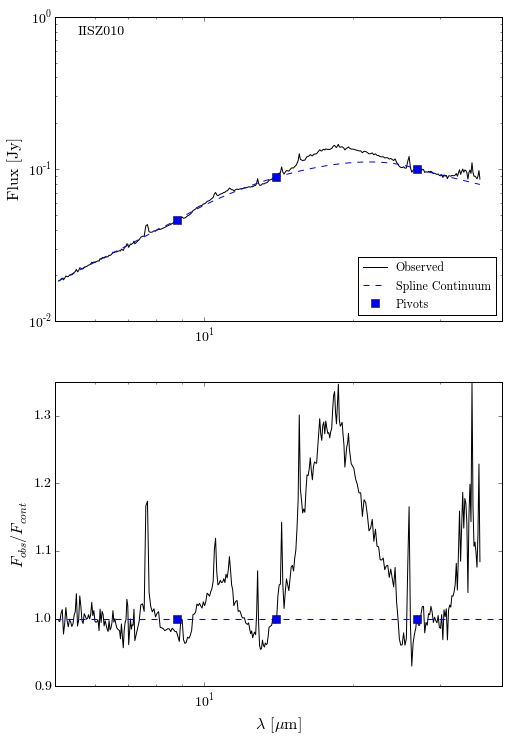 IISZ010
10^0
10^-1
10^-2
Flux [Jy]
Observed
Spline Continuum
Pivots
10^1
1.3
1.2
1.1
1.0
0.9
F_obs/F_cont
10^1
λ [μm]